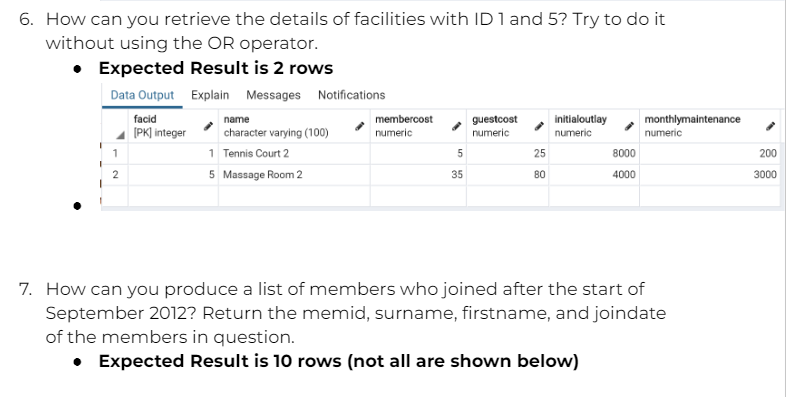 6. How can you retrieve the details of facilities with ID 1 and 5? Try to do it
without using the OR operator.
• Expected Result is 2 rows
Data Output Explain Messages Notifications
facid name membercost guestcost initialoutlay monthlymaintenance
[PK] integer character varying (100) numeric numeric numeric numeric
1 1 Tennis Court 2 5 25 8000 200
2 5 Massage Room 2 35 80 4000 3000
•
7. How can you produce a list of members who joined after the start of
September 2012? Return the memid, surname, firstname, and joindate
of the members in question.
• Expected Result is 10 rows (not all are shown below)